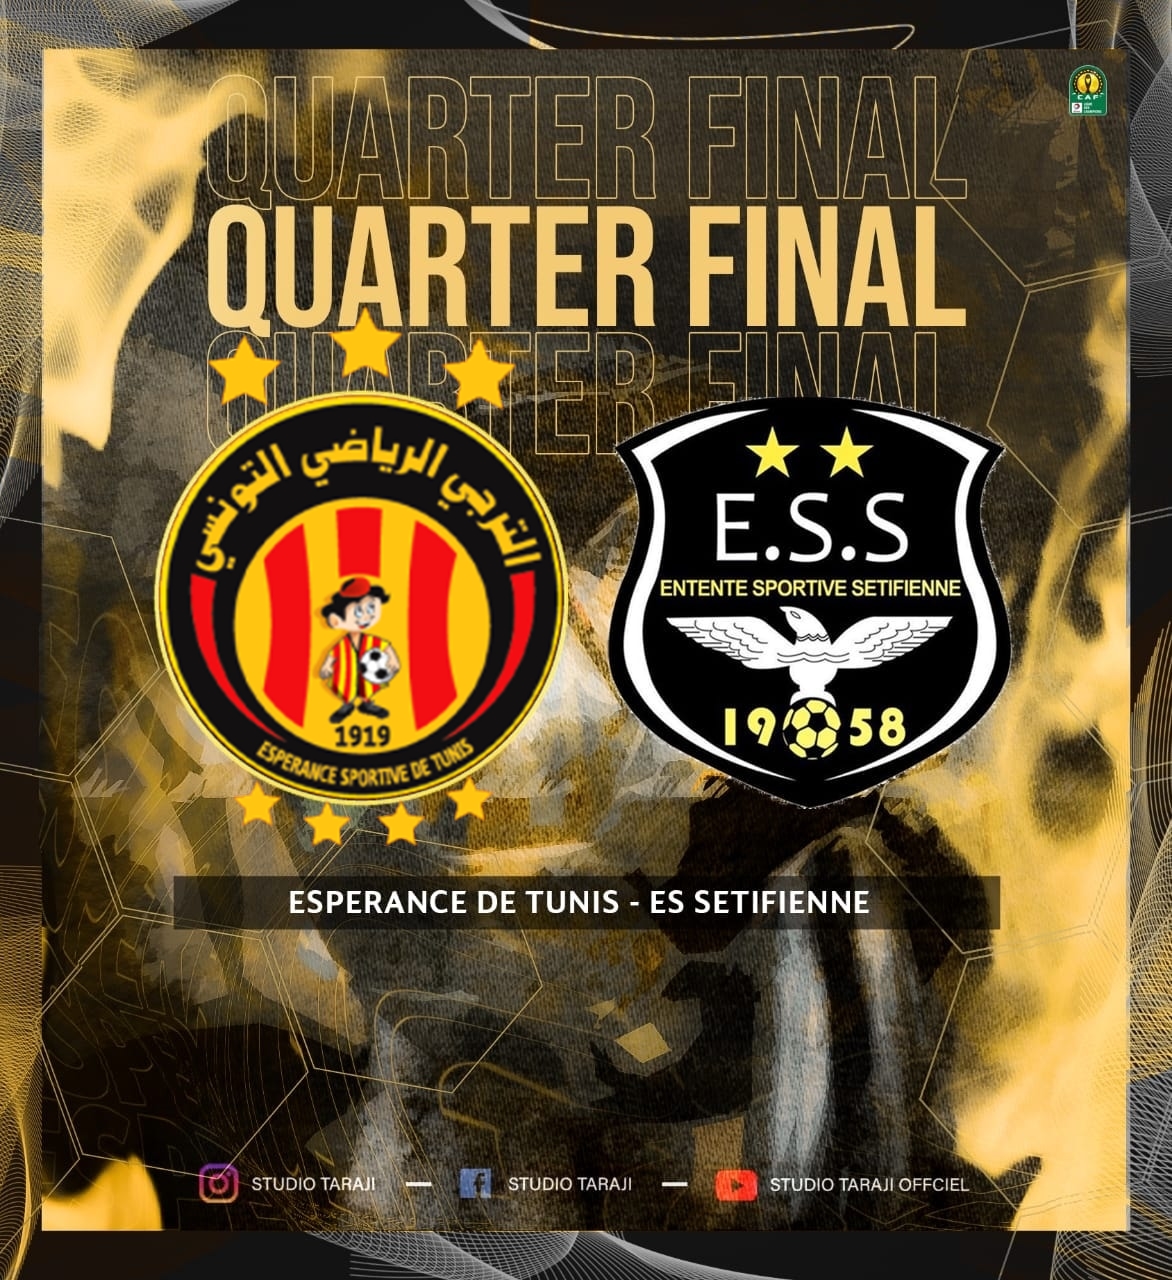 QUARTER FINAL
QUARTER FINAL
QUARTER FINAL
CAF
الترجي الرياضي التونسي
1919
ESPERANCE SPORTIVE DE TUNIS
E.S.S
ENTENTE SPORTIVE SETIFIENNE
19 58
ESPERANCE DE TUNIS - ES SETIFIENNE
STUDIO TARAJI — STUDIO TARAJI — STUDIO TARAJI OFFCIEL